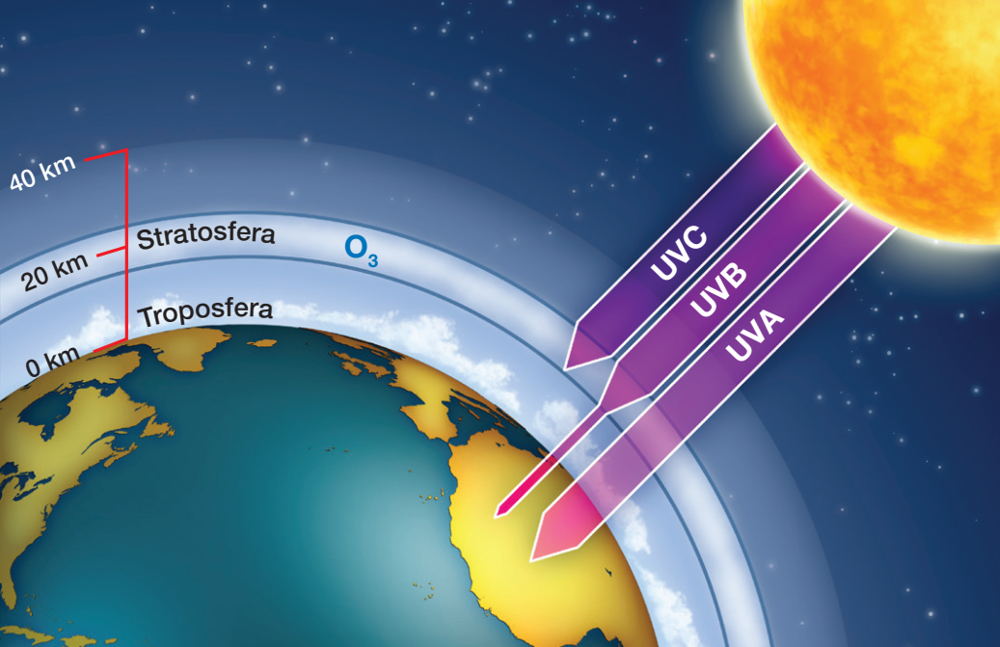 40 km
Stratosfera
O₃
20 km
Troposfera
0 km
UVC
UVB
UVA